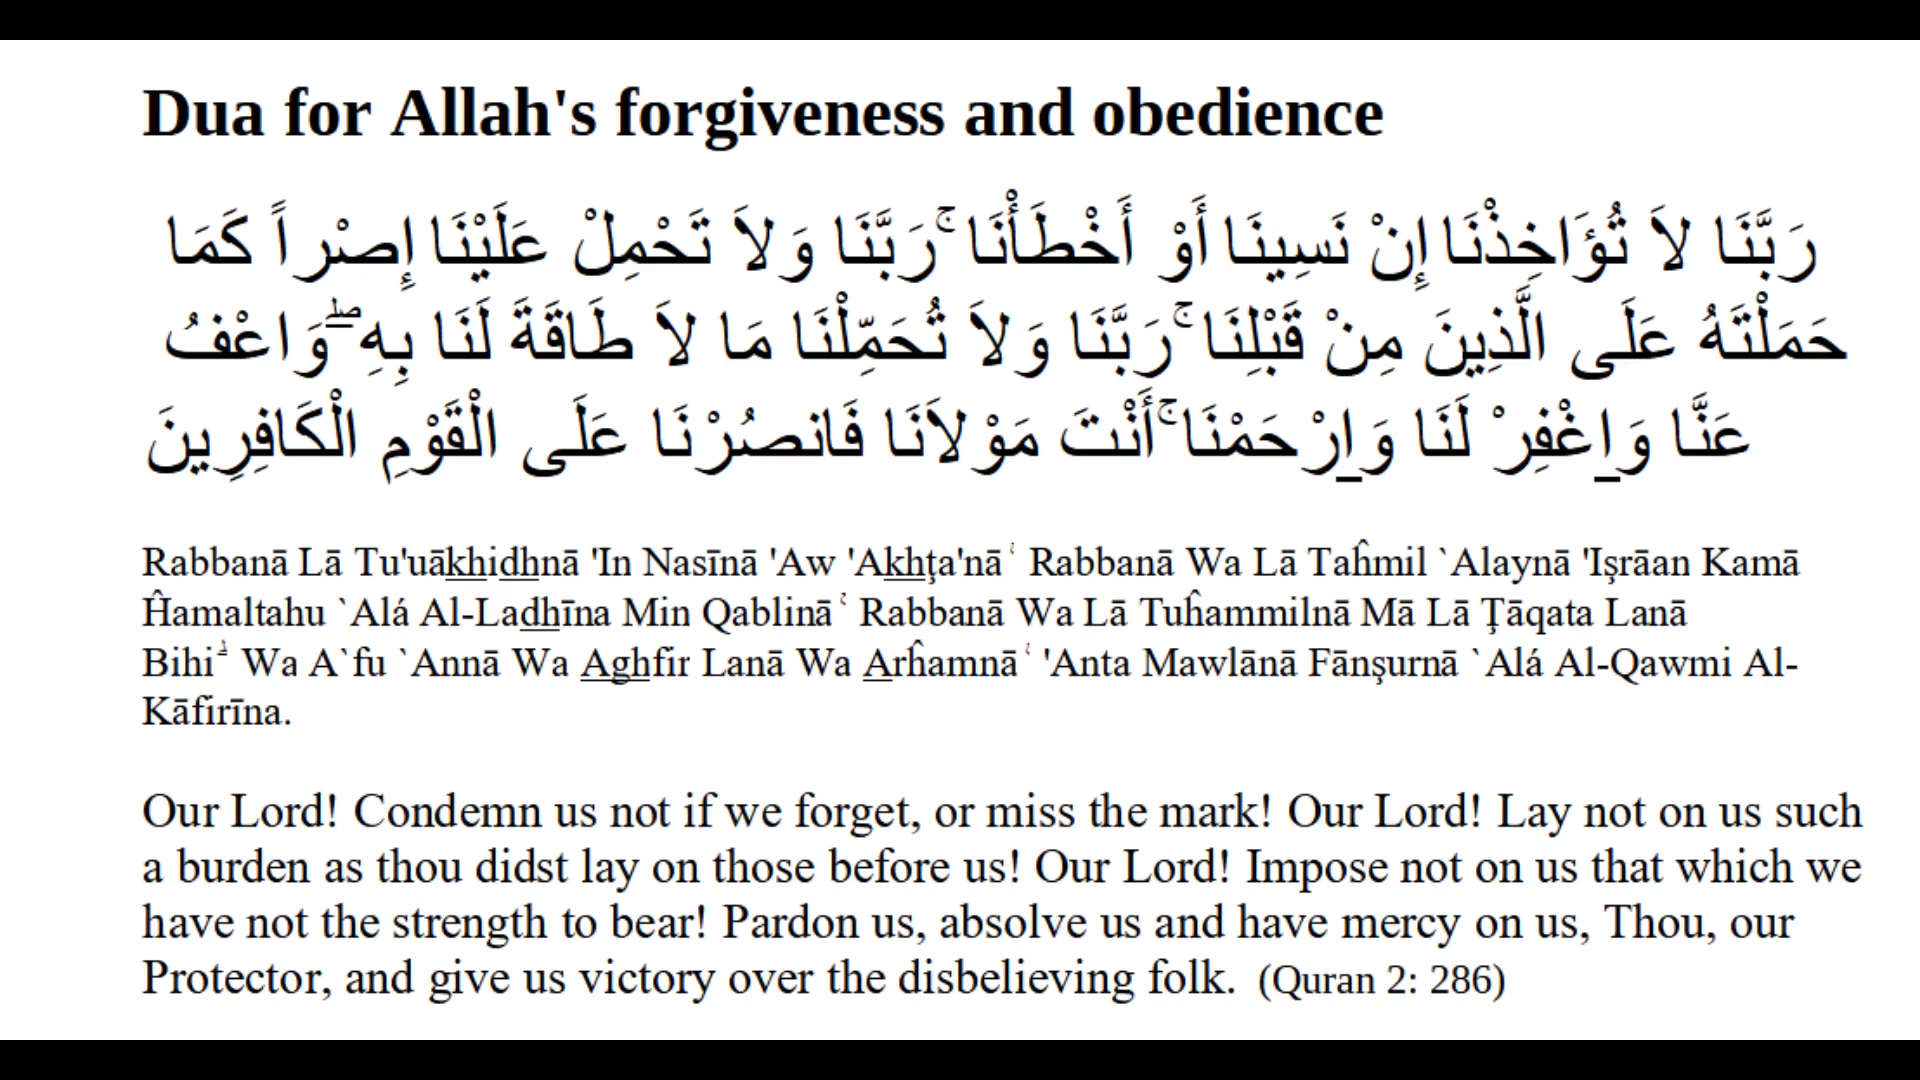 Dua for Allah's forgiveness and obedience
رَبَّنَا لاَ تُؤَاخِذْنَا إِنْ نَسِينَا أَوْ أَخْطَأْنَا ۚ رَبَّنَا وَلاَ تَحْمِلْ عَلَيْنَا إِصْراً كَمَا
حَمَلْتَهُ عَلَى الَّذِينَ مِنْ قَبْلِنَا ۚ رَبَّنَا وَلاَ تُحَمِّلْنَا مَا لاَ طَاقَةَ لَنَا بِهِ ۖ وَاعْفُ
عَنَّا وَاغْفِرْ لَنَا وَارْحَمْنَا ۚ أَنْتَ مَوْلاَنَا فَانصُرْنَا عَلَى الْقَوْمِ الْكَافِرِينَ
Rabbanā Lā Tu'uākhidhnā 'In Nasīnā 'Aw 'Akhţa'nā ۚ Rabbanā Wa Lā Taĥmil `Alaynā 'Işrāan Kamā
Ĥamaltahu `Alá Al-Ladhīna Min Qablinā ۚ Rabbanā Wa Lā Tuĥammilnā Mā Lā Ţāqata Lanā
Bihi ۖ Wa A`fu `Annā Wa Aghfir Lanā Wa Arĥamnā ۚ 'Anta Mawlānā Fānşurnā `Alá Al-Qawmi Al-
Kāfirīna.
Our Lord! Condemn us not if we forget, or miss the mark! Our Lord! Lay not on us such
a burden as thou didst lay on those before us! Our Lord! Impose not on us that which we
have not the strength to bear! Pardon us, absolve us and have mercy on us, Thou, our
Protector, and give us victory over the disbelieving folk. (Quran 2: 286)